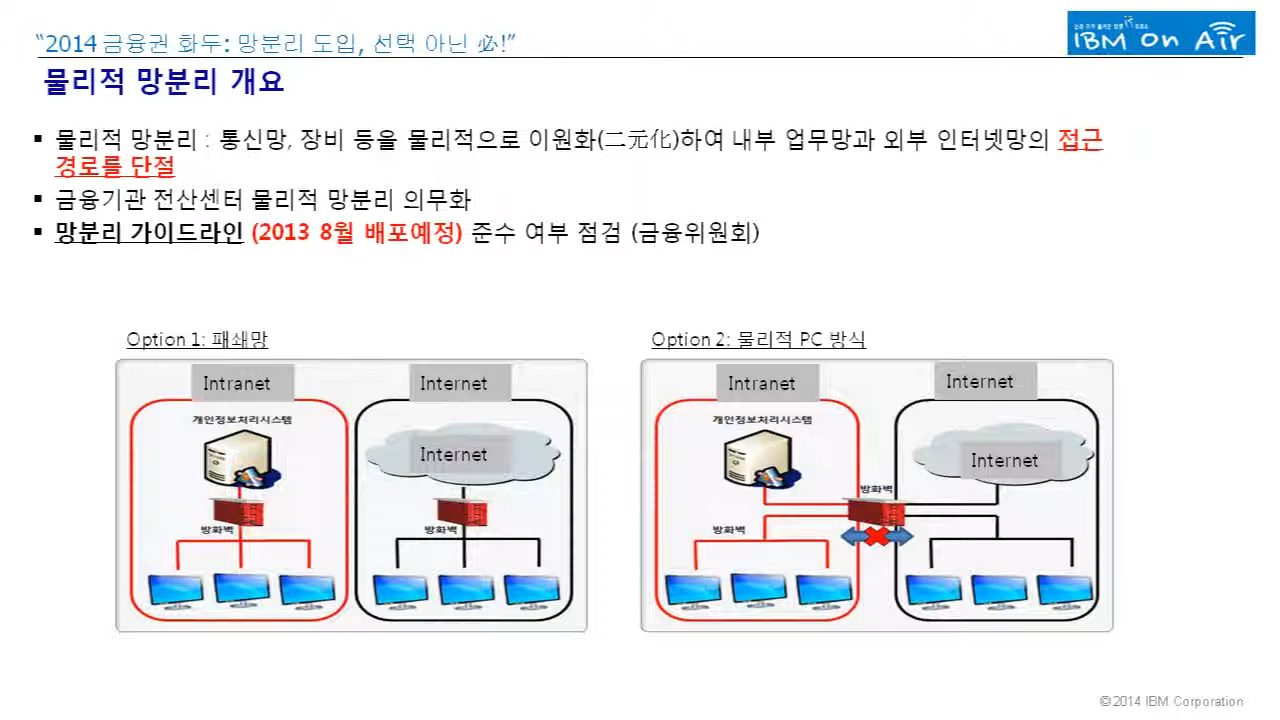 “2014 금융권 화두: 망분리 도입, 선택 아닌 必!”
IBM On Air
물리적 망분리 개요
▪ 물리적 망분리 : 통신망, 장비 등을 물리적으로 이원화(二元化)하여 내부 업무망과 외부 인터넷망의 접근
경로를 단절
▪ 금융기관 전산센터 물리적 망분리 의무화
▪ 망분리 가이드라인 (2013 8월 배포예정) 준수 여부 점검 (금융위원회)
Option 1: 패쇄망
Intranet
Internet
개인정보처리시스템
Internet
방화벽
방화벽
Option 2: 물리적 PC 방식
Intranet
Internet
개인정보처리시스템
Internet
방화벽
방화벽
©2014 IBM Corporation